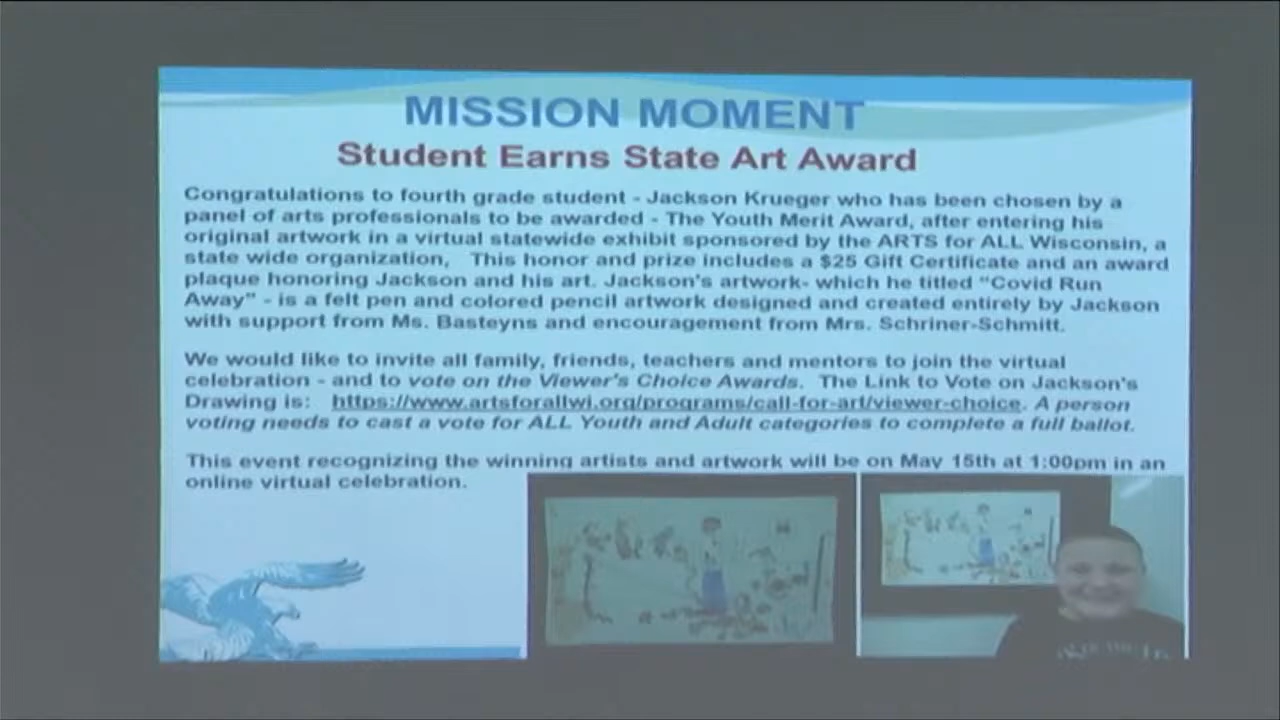 MISSION MOMENT
Student Earns State Art Award
Congratulations to fourth grade student - Jackson Krueger who has been chosen by a
panel of arts professionals to be awarded - The Youth Merit Award, after entering his
original artwork in a virtual statewide exhibit sponsored by the ARTS for ALL Wisconsin, a
state wide organization, This honor and prize includes a $25 Gift Certificate and an award
plaque honoring Jackson and his art. Jackson's artwork- which he titled "Covid Run
Away" - is a felt pen and colored pencil artwork designed and created entirely by Jackson
with support from Ms. Basteyns and encouragement from Mrs. Schriner-Schmitt.
We would like to invite all family, friends, teachers and mentors to join the virtual
celebration - and to vote on the Viewer's Choice Awards. The Link to Vote on Jackson's
Drawing is: https://www.artsforallwi.org/programs/call-for-art/viewer-choice. A person
voting needs to cast a vote for ALL Youth and Adult categories to complete a full ballot.
This event recognizing the winning artists and artwork will be on May 15th at 1:00pm in an
online virtual celebration.